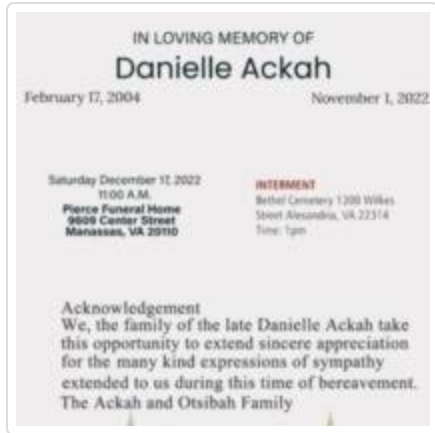 IN LOVING MEMORY OF
Danielle Ackah
February 17, 2004
November 1, 2022
Saturday December 17, 2022
11:00 A.M.
Pierce Funeral Home
9609 Center Street
Manassas, VA 20110
INTERMENT
Bethel Cemetery 1200 Wilkes
Street Alexandria, VA 22314
Time: 1pm
Acknowledgement
We, the family of the late Danielle Ackah take
this opportunity to extend sincere appreciation
for the many kind expressions of sympathy
extended to us during this time of bereavement.
The Ackah and Otsibah Family